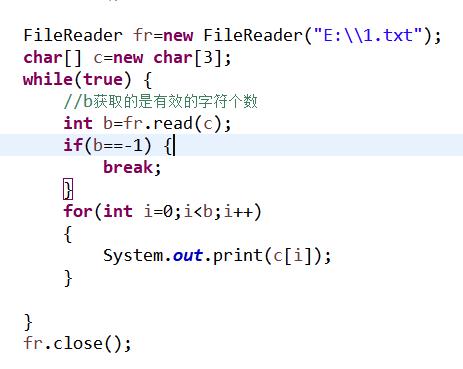 ();
FileReader fr=new FileReader("E:\\1.txt");
char[] c=new char[3];
while(true) {
//b获取的是有效的字符个数
int b=fr.read(c);
if(b==-1) {
break;
}
for(int i=0;i<b;i++)
{
System.out.print(c[i]);
}
}
fr.close();